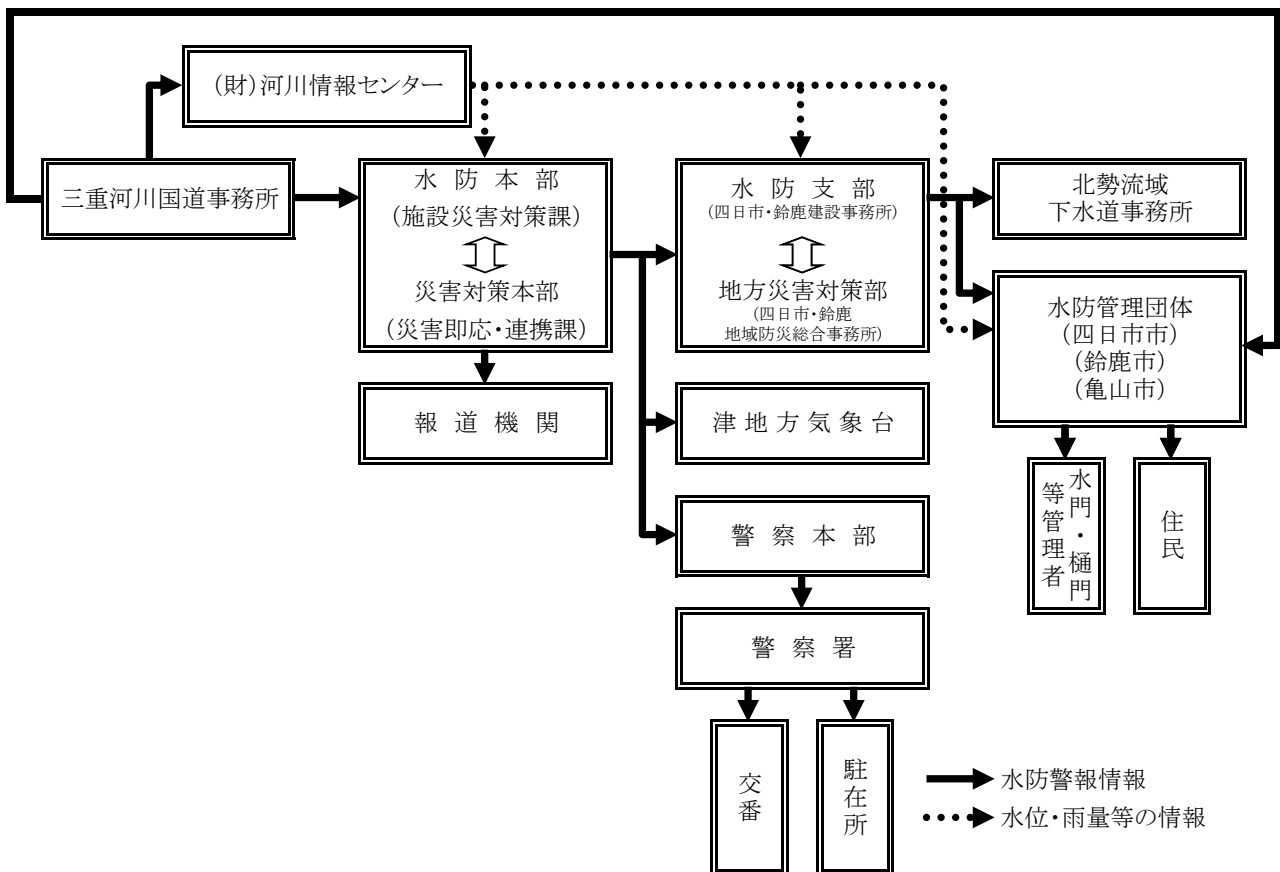 (財)河川情報センター
三重河川国道事務所
水防本部
(施設災害対策課)
災害対策本部
(災害即応・連携課)
水防支部
(四日市・鈴鹿建設事務所)
地方災害対策部
(四日市・鈴鹿
地域防災総合事務所)
北勢流域
下水道事務所
水防管理団体
(四日市市)
(鈴鹿市)
(亀山市)
報道機関
津地方気象台
水門・樋門
等管理者
住民
警察本部
警察署
交番
駐在所
水防警報情報
水位・雨量等の情報